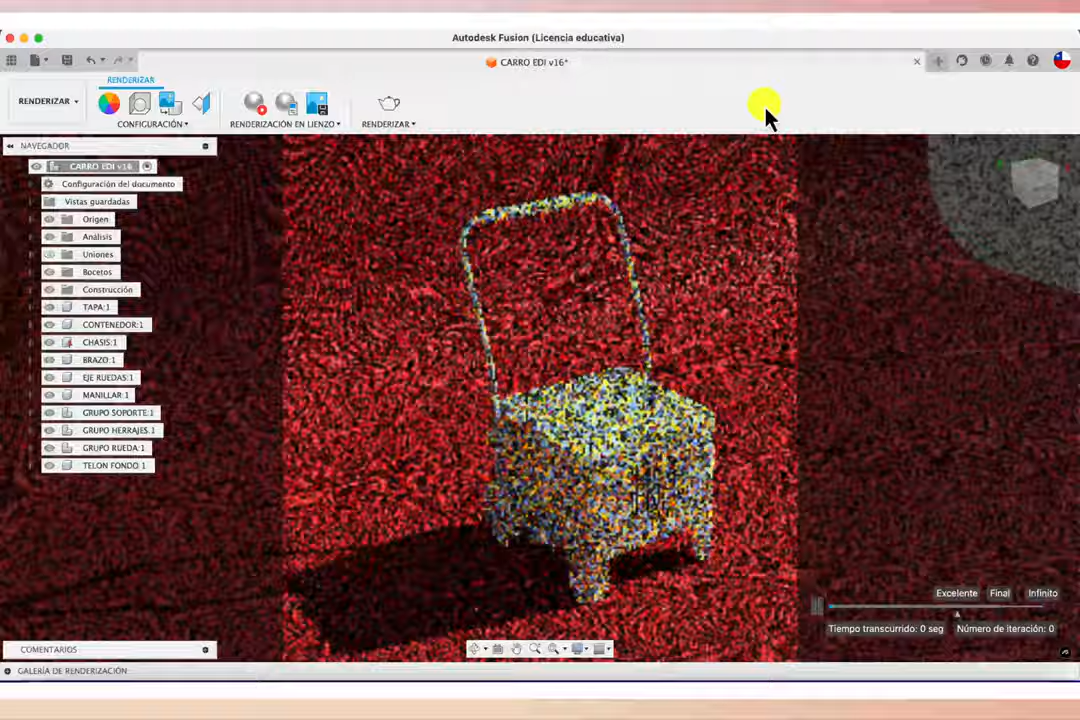 Autodesk Fusion (Licencia educativa)
CARRO EDI v16*
RENDERIZAR
RENDERIZAR
CONFIGURACIÓN
RENDERIZACIÓN EN LIENZO
RENDERIZAR
NAVEGADOR
CARRO EDI v16
Configuración del documento
Vistas guardadas
Origen
Análisis
Uniones
Bocetos
Construcción
TAPA:1
CONTENEDOR:1
CHASIS:1
BRAZO:1
EJE RUEDAS:1
MANILLAR:1
GRUPO SOPORTE:1
GRUPO HERRAJES:1
GRUPO RUEDA:1
TELON FONDO:1
Excelente Final Infinito
Tiempo transcurrido: 0 seg Número de iteración: 0
COMENTARIOS
GALERÍA DE RENDERIZACIÓN